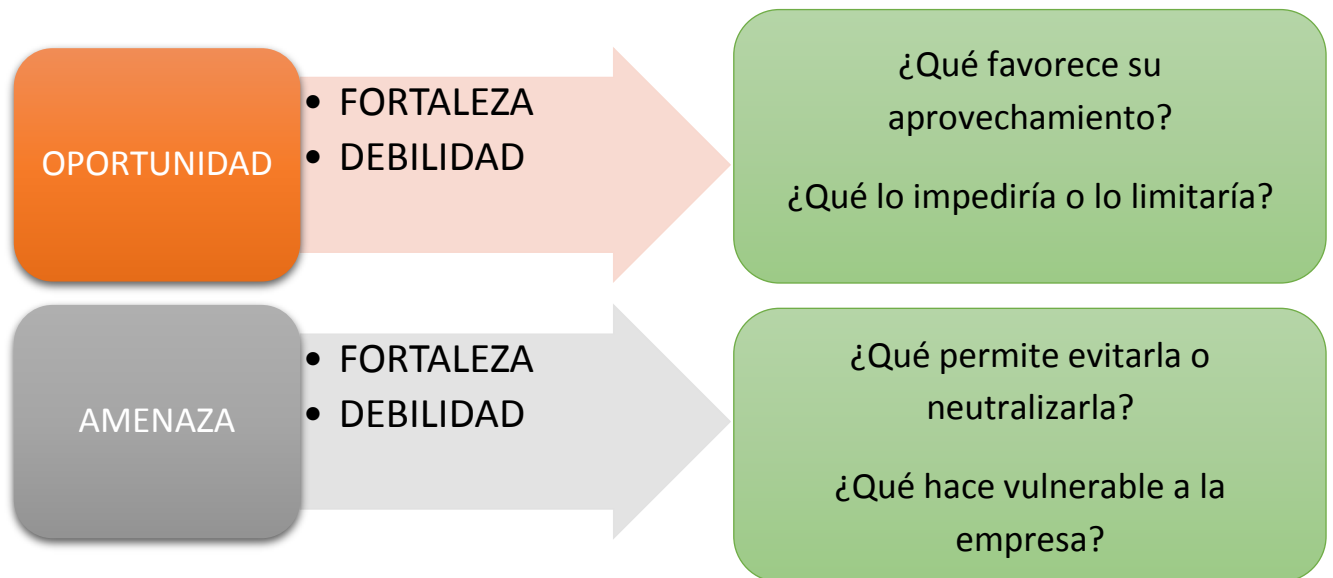 OPORTUNIDAD
• FORTALEZA
• DEBILIDAD
¿Qué favorece su
aprovechamiento?
¿Qué lo impediría o lo limitaría?
AMENAZA
• FORTALEZA
• DEBILIDAD
¿Qué permite evitarla o
neutralizarla?
¿Qué hace vulnerable a la
empresa?